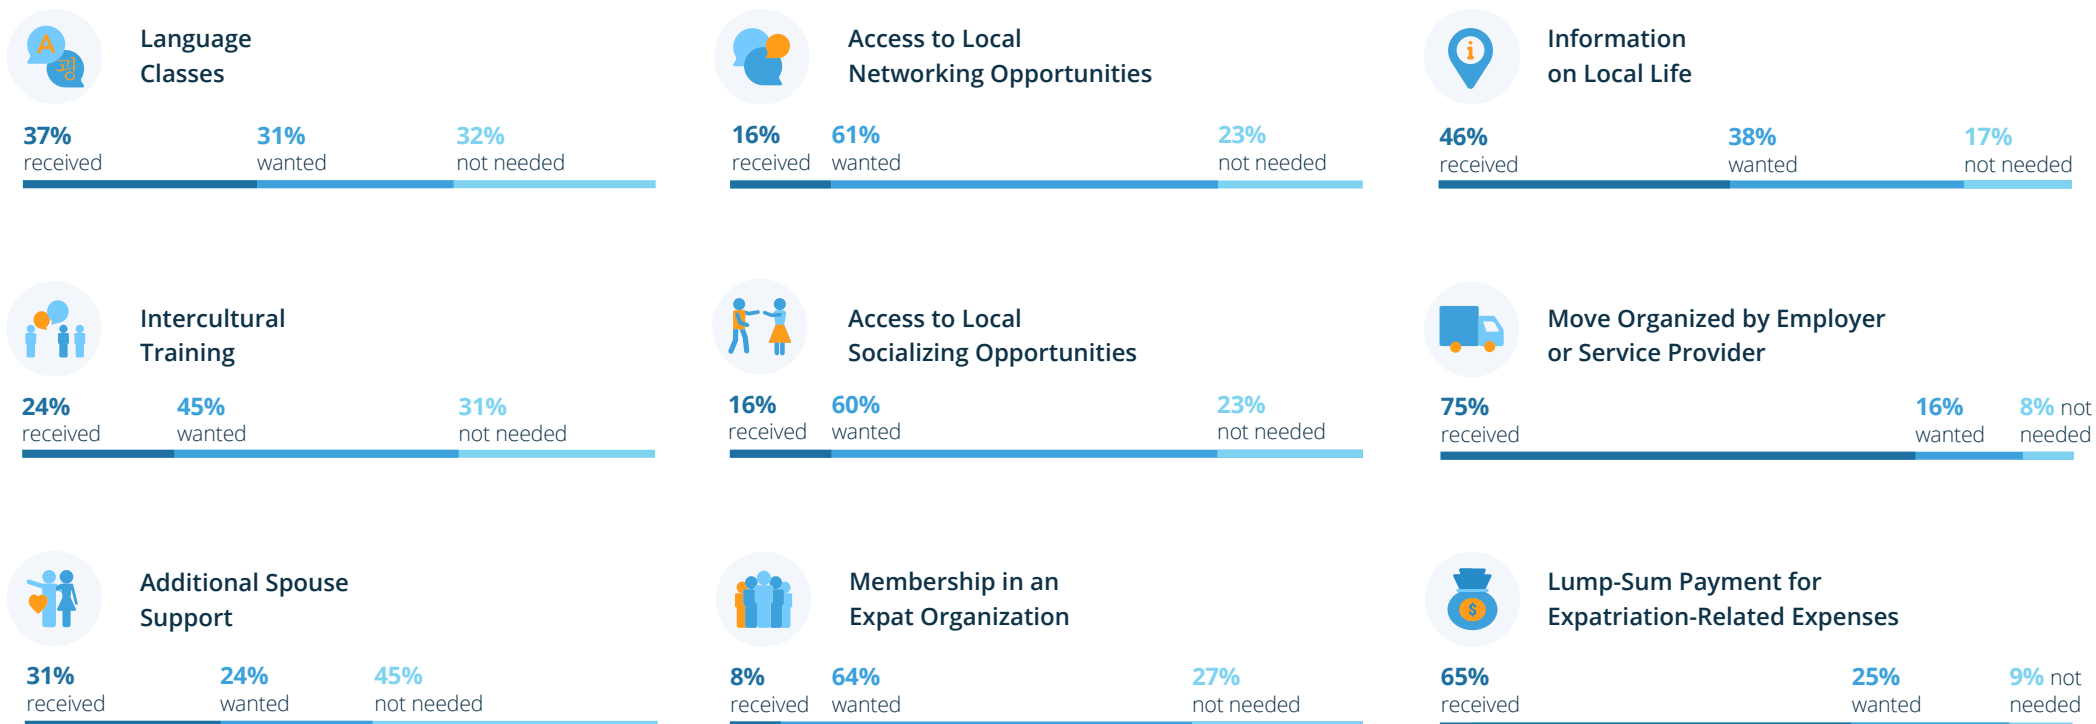 Language
Classes
37%
received
31%
wanted
32%
not needed
Access to Local
Networking Opportunities
16%
received
61%
wanted
23%
not needed
Information
on Local Life
46%
received
38%
wanted
17%
not needed
Intercultural
Training
24%
received
45%
wanted
31%
not needed
Access to Local
Socializing Opportunities
16%
received
60%
wanted
23%
not needed
Move Organized by Employer
or Service Provider
75%
received
16%
wanted
8% not
needed
Additional Spouse
Support
31%
received
24%
wanted
45%
not needed
Membership in an
Expat Organization
8%
received
64%
wanted
27%
not needed
Lump-Sum Payment for
Expatriation-Related Expenses
65%
received
25%
wanted
9% not
needed